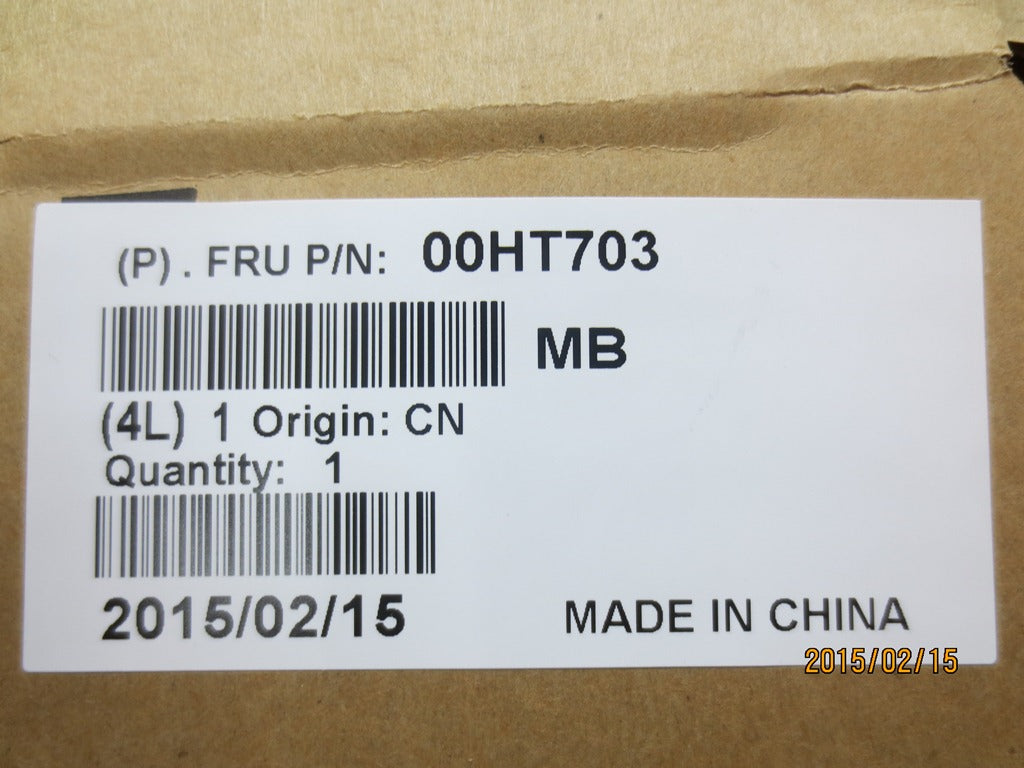 (P) . FRU P/N: 00HT703
MB
(4L) 1 Origin: CN
Quantity: 1
2015/02/15
MADE IN CHINA
2015/02/15